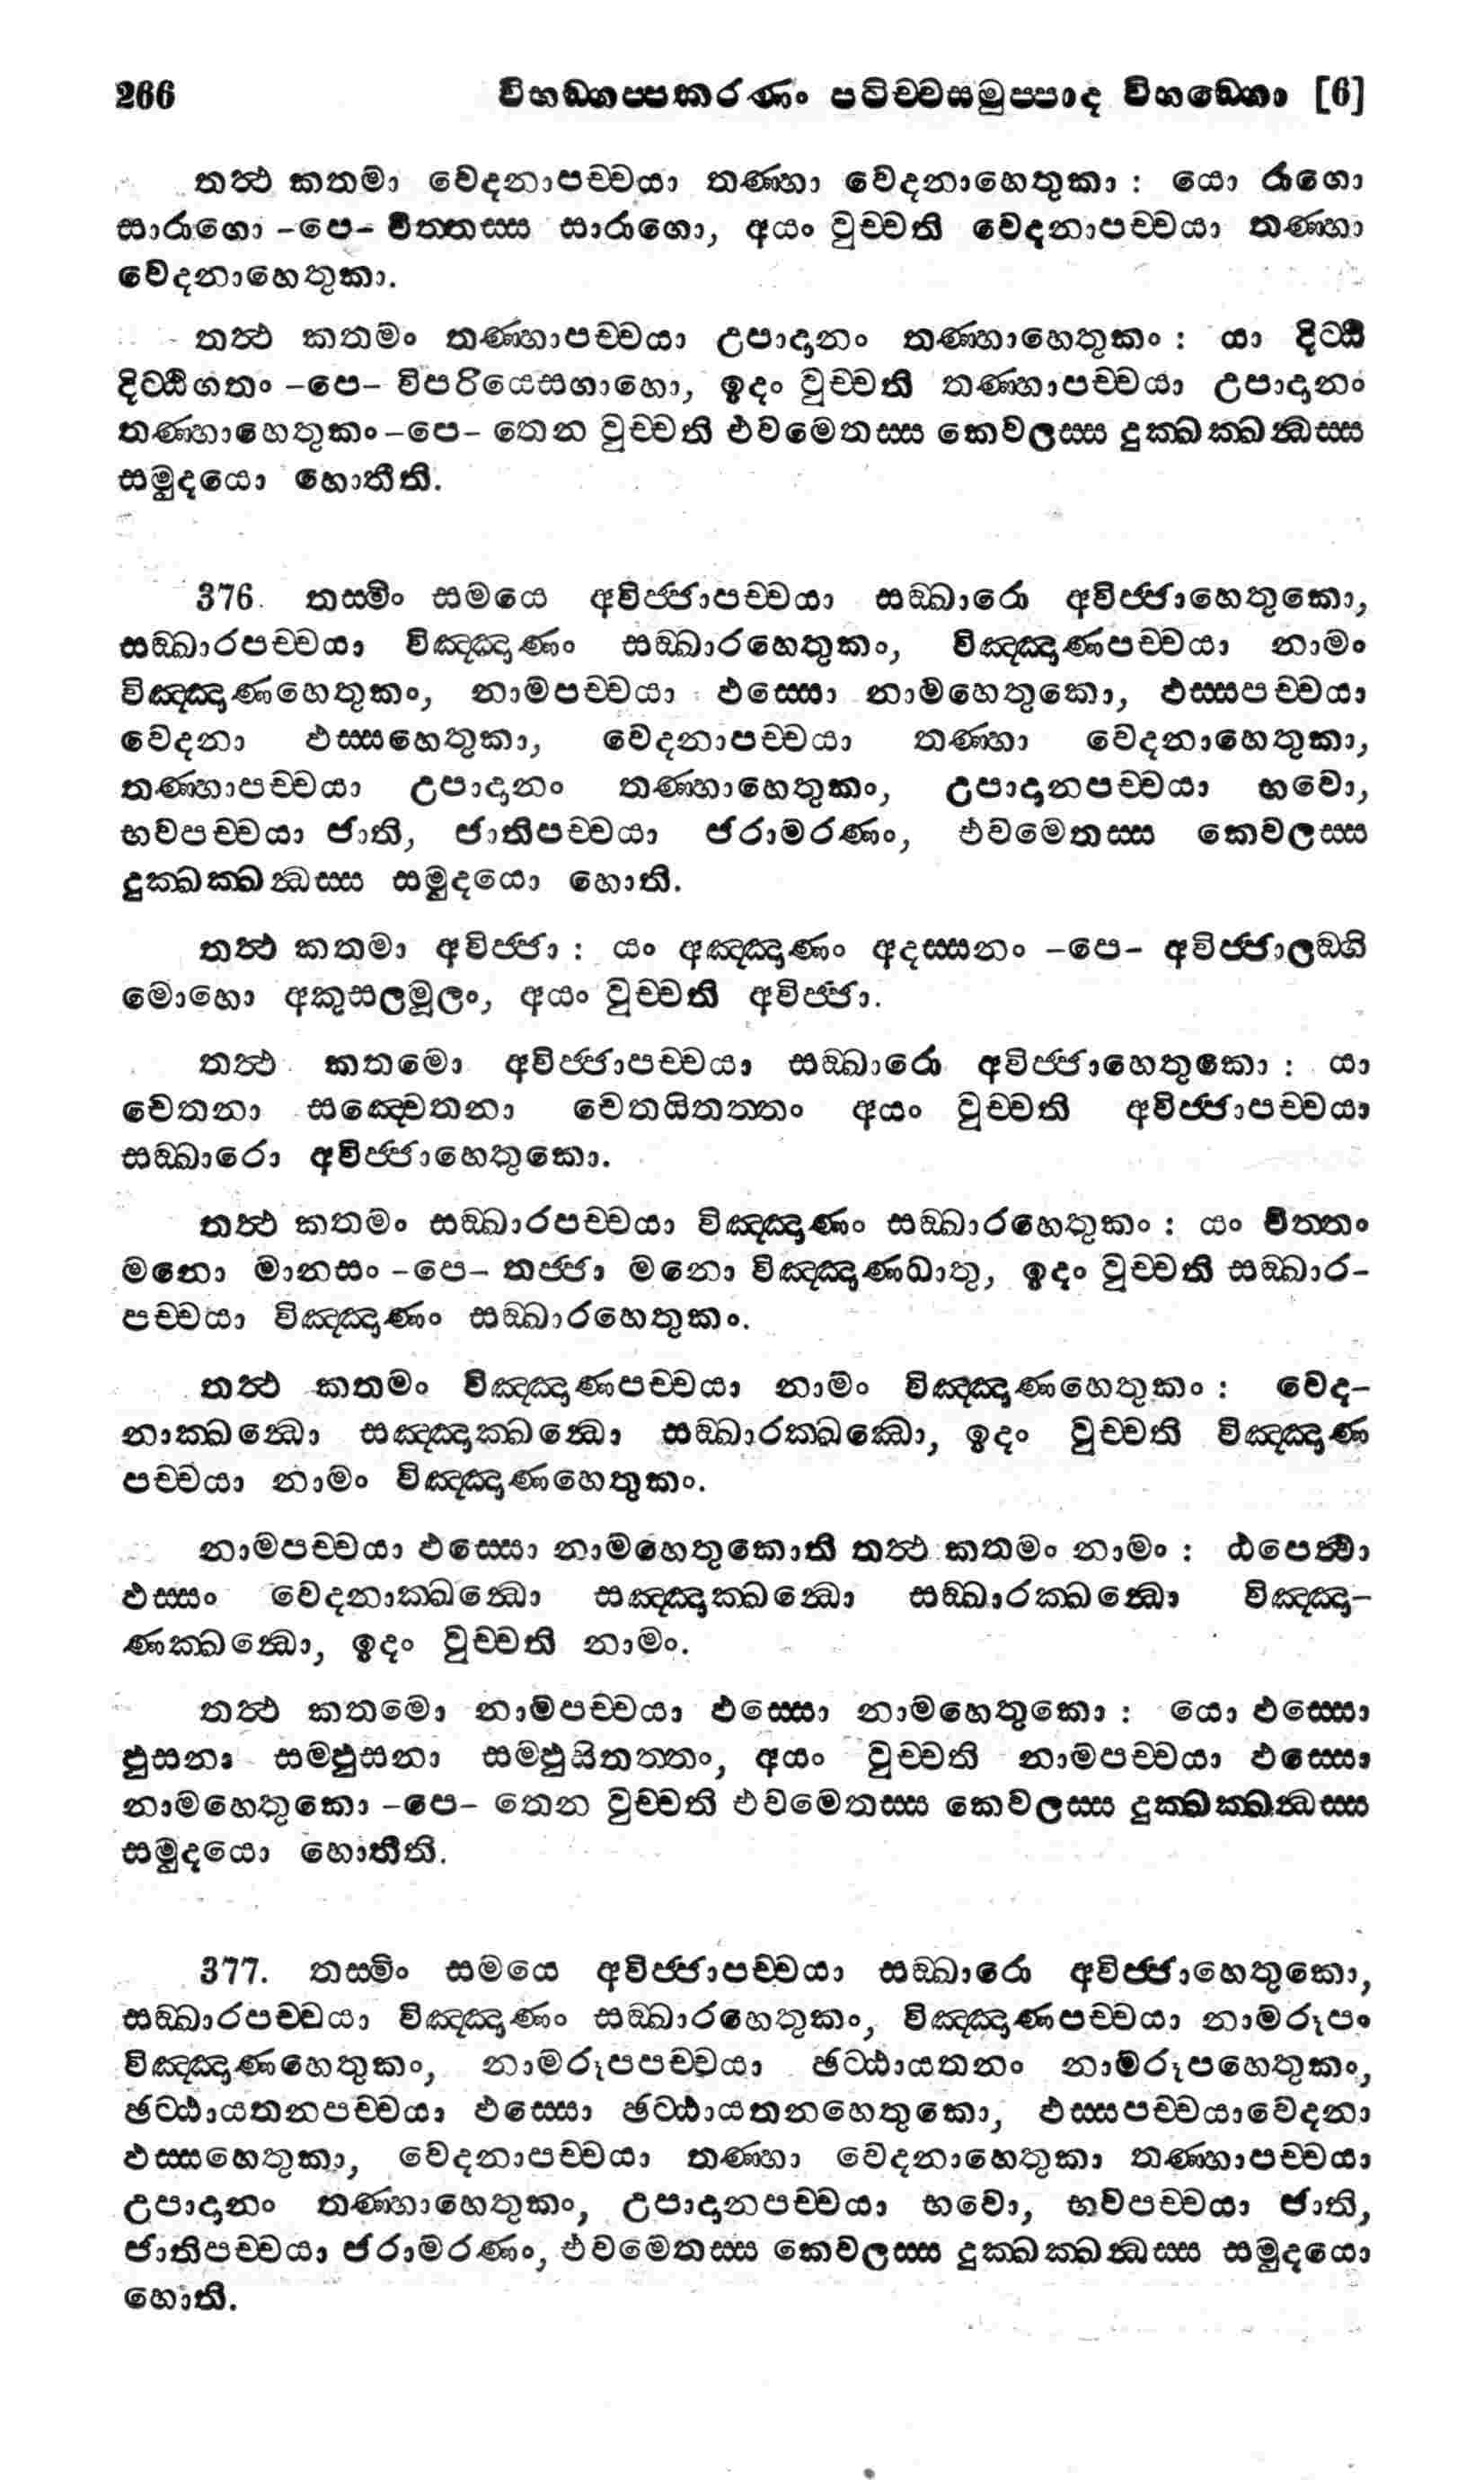 266 විභඞ්ගප්පකරණං පටිච්චසමුප්පාද විභඞ්ගො [6]
තත්ථ කතමා වෙදනාපච්චයා තණ්හා වෙදනාහෙතුකා : යො රාගො
සාරාගො -පෙ- චිත්තස්ස සාරාගො, අයං වුච්චති වෙදනාපච්චයා තණ්හා
වෙදනාහෙතුකා.
තත්ථ කතමං තණ්හාපච්චයා උපාදානං තණ්හාහෙතුකං : යා දිට්ඨි
දිට්ඨිගතං -පෙ- විපරියෙසගාහො, ඉදං වුච්චති තණ්හාපච්චයා උපාදානං
තණ්හාහෙතුකං -පෙ- තෙන වුච්චති එවමෙතස්ස කෙවලස්ස දුක්ඛක්ඛන්ධස්ස
සමුදයො හොතීති.
376. තස්මිං සමයෙ අවිජ්ජාපච්චයා සඞ්ඛාරො අවිජ්ජාහෙතුකො,
සඞ්ඛාරපච්චයා විඤ්ඤාණං සඞ්ඛාරහෙතුකං, විඤ්ඤාණපච්චයා නාමං
විඤ්ඤාණහෙතුකං, නාමපච්චයා ඵස්සො නාමහෙතුකො, ඵස්සපච්චයා
වෙදනා ඵස්සහෙතුකා, වෙදනාපච්චයා තණ්හා වෙදනාහෙතුකා,
තණ්හාපච්චයා උපාදානං තණ්හාහෙතුකං, උපාදානපච්චයා භවො,
භවපච්චයා ජාති, ජාතිපච්චයා ජරාමරණං, එවමෙතස්ස කෙවලස්ස
දුක්ඛක්ඛන්ධස්ස සමුදයො හොති.
තත්ථ කතමා අවිජ්ජා : යං අඤ්ඤාණං අදස්සනං -පෙ- අවිජ්ජාලඞ්ගි
මොහො අකුසලමූලං, අයං වුච්චති අවිජ්ජා.
තත්ථ කතමො අවිජ්ජාපච්චයා සඞ්ඛාරො අවිජ්ජාහෙතුකො : යා
චෙතනා සඤ්චෙතනා චෙතයිතත්තං අයං වුච්චති අවිජ්ජාපච්චයා
සඞ්ඛාරො අවිජ්ජාහෙතුකො.
තත්ථ කතමං සඞ්ඛාරපච්චයා විඤ්ඤාණං සඞ්ඛාරහෙතුකං : යං චිත්තං
මනො මානසං -පෙ- තජ්ජා මනො විඤ්ඤාණධාතු, ඉදං වුච්චති සඞ්ඛාර-
පච්චයා විඤ්ඤාණං සඞ්ඛාරහෙතුකං.
තත්ථ කතමං විඤ්ඤාණපච්චයා නාමං විඤ්ඤාණහෙතුකං : වෙද-
නාක්ඛන්ධො සඤ්ඤාක්ඛන්ධො සඞ්ඛාරක්ඛන්ධො, ඉදං වුච්චති විඤ්ඤාණ
පච්චයා නාමං විඤ්ඤාණහෙතුකං.
නාමපච්චයා ඵස්සො නාමහෙතුකොති තත්ථ කතමං නාමං : ඨපෙත්වා
ඵස්සං වෙදනාක්ඛන්ධො සඤ්ඤාක්ඛන්ධො සඞ්ඛාරක්ඛන්ධො විඤ්ඤා-
ණක්ඛන්ධො, ඉදං වුච්චති නාමං.
තත්ථ කතමො නාමපච්චයා ඵස්සො නාමහෙතුකො : යො ඵස්සො
ඵුසනා සම්ඵුසනා සම්ඵුයිතත්තං, අයං වුච්චති නාමපච්චයා ඵස්සො
නාමහෙතුකො -පෙ- තෙන වුච්චති එවමෙතස්ස කෙවලස්ස දුක්ඛක්ඛන්ධස්ස
සමුදයො හොතීති.
377. තස්මිං සමයෙ අවිජ්ජාපච්චයා සඞ්ඛාරො අවිජ්ජාහෙතුකො,
සඞ්ඛාරපච්චයා විඤ්ඤාණං සඞ්ඛාරහෙතුකං, විඤ්ඤාණපච්චයා නාමරූපං
විඤ්ඤාණහෙතුකං, නාමරූපපච්චයා ඡට්ඨායතනං නාමරූපහෙතුකං,
ඡට්ඨායතනපච්චයා ඵස්සො ඡට්ඨායතනහෙතුකො, ඵස්සපච්චයාවෙදනා
ඵස්සහෙතුකා, වෙදනාපච්චයා තණ්හා වෙදනාහෙතුකා තණ්හාපච්චයා
උපාදානං තණ්හාහෙතුකං, උපාදානපච්චයා භවො, භවපච්චයා ජාති,
ජාතිපච්චයා ජරාමරණං, එවමෙතස්ස කෙවලස්ස දුක්ඛක්ඛන්ධස්ස සමුදයො
හොති.